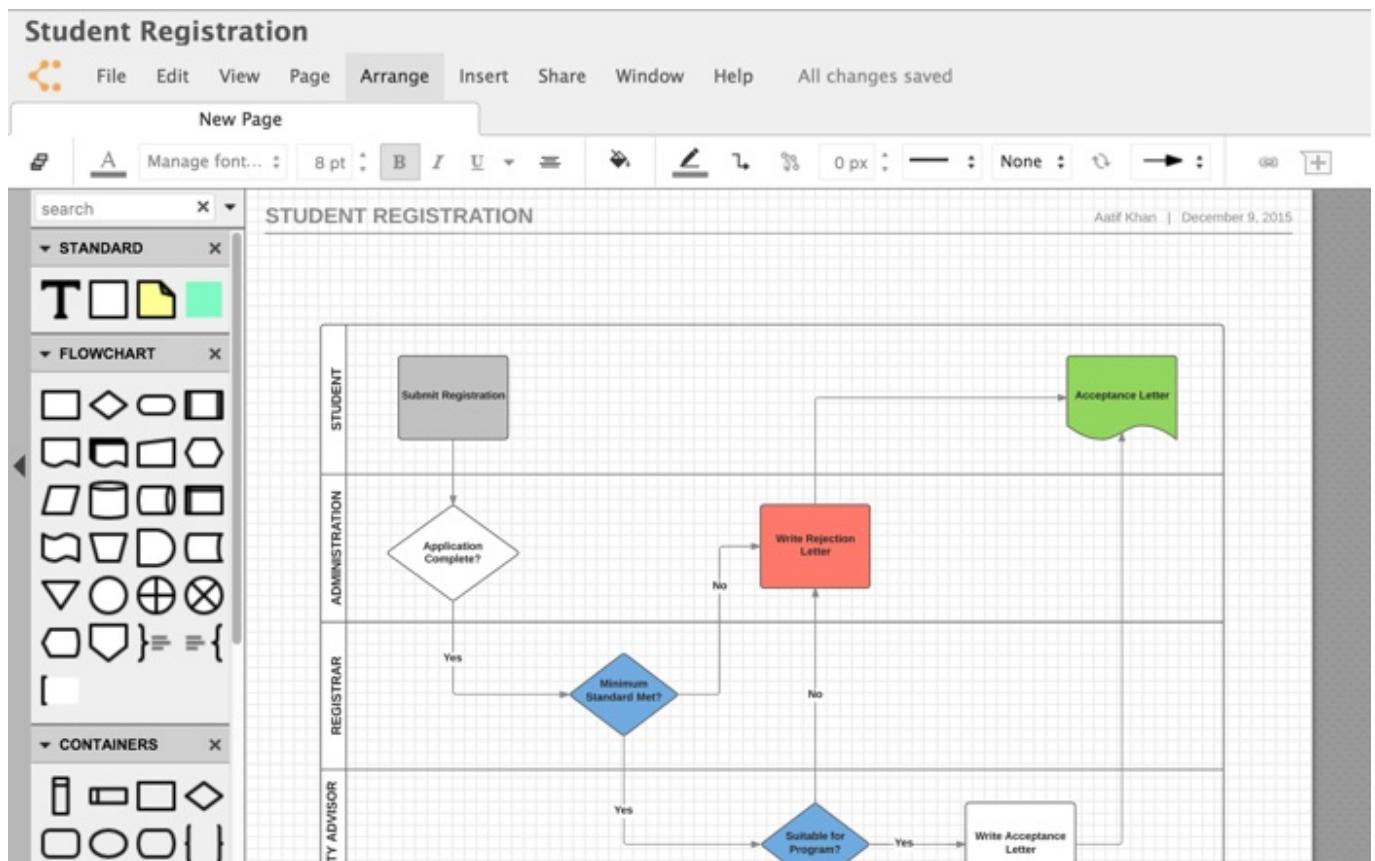 Student Registration
File Edit View Page Arrange Insert Share Window Help All changes saved
New Page
A Manage font... 8 pt B I U 0 px None
search
STUDENT REGISTRATION
Aatif Khan | December 9, 2015
STANDARD
T
FLOWCHART
CONTAINERS
STUDENT
Submit Registration
Acceptance Letter
ADMINISTRATION
Application
Complete?
Write Rejection
Letter
No
REGISTRAR
Yes
Minimum
Standard Met?
No
TY ADVISOR
Yes
Suitable for
Program?
Yes
Write Acceptance
Letter